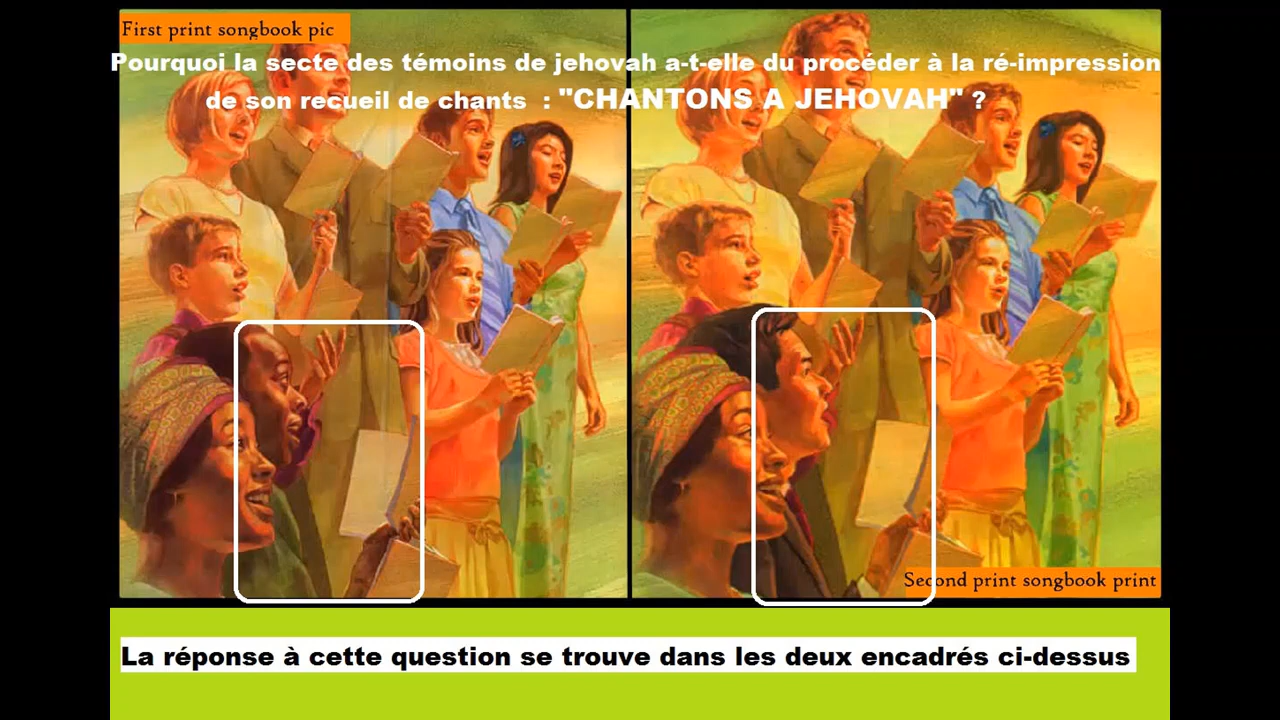 First print songbook pic
Pourquoi la secte des témoins de jehovah a-t-elle du procéder à la ré-impression
de son recueil de chants : "CHANTONS A JEHOVAH" ?
Second print songbook print
La réponse à cette question se trouve dans les deux encadrés ci-dessus